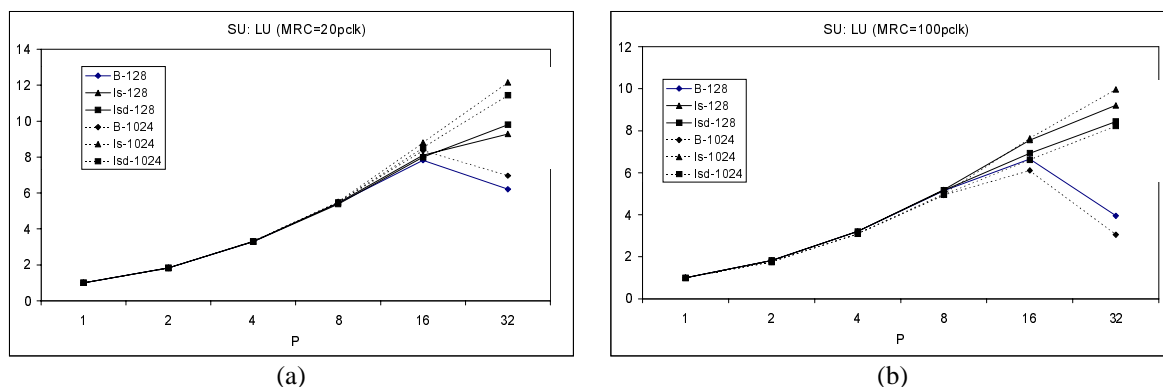 SU: LU (MRC=20pclk)
14
12
10
8
6
4
2
0
B-128
Is-128
Isd-128
B-1024
Is-1024
Isd-1024
1 2 4 8 16 32
P
(a)
SU: LU (MRC=100pclk)
12
10
8
6
4
2
0
B-128
Is-128
Isd-128
B-1024
Is-1024
Isd-1024
1 2 4 8 16 32
P
(b)